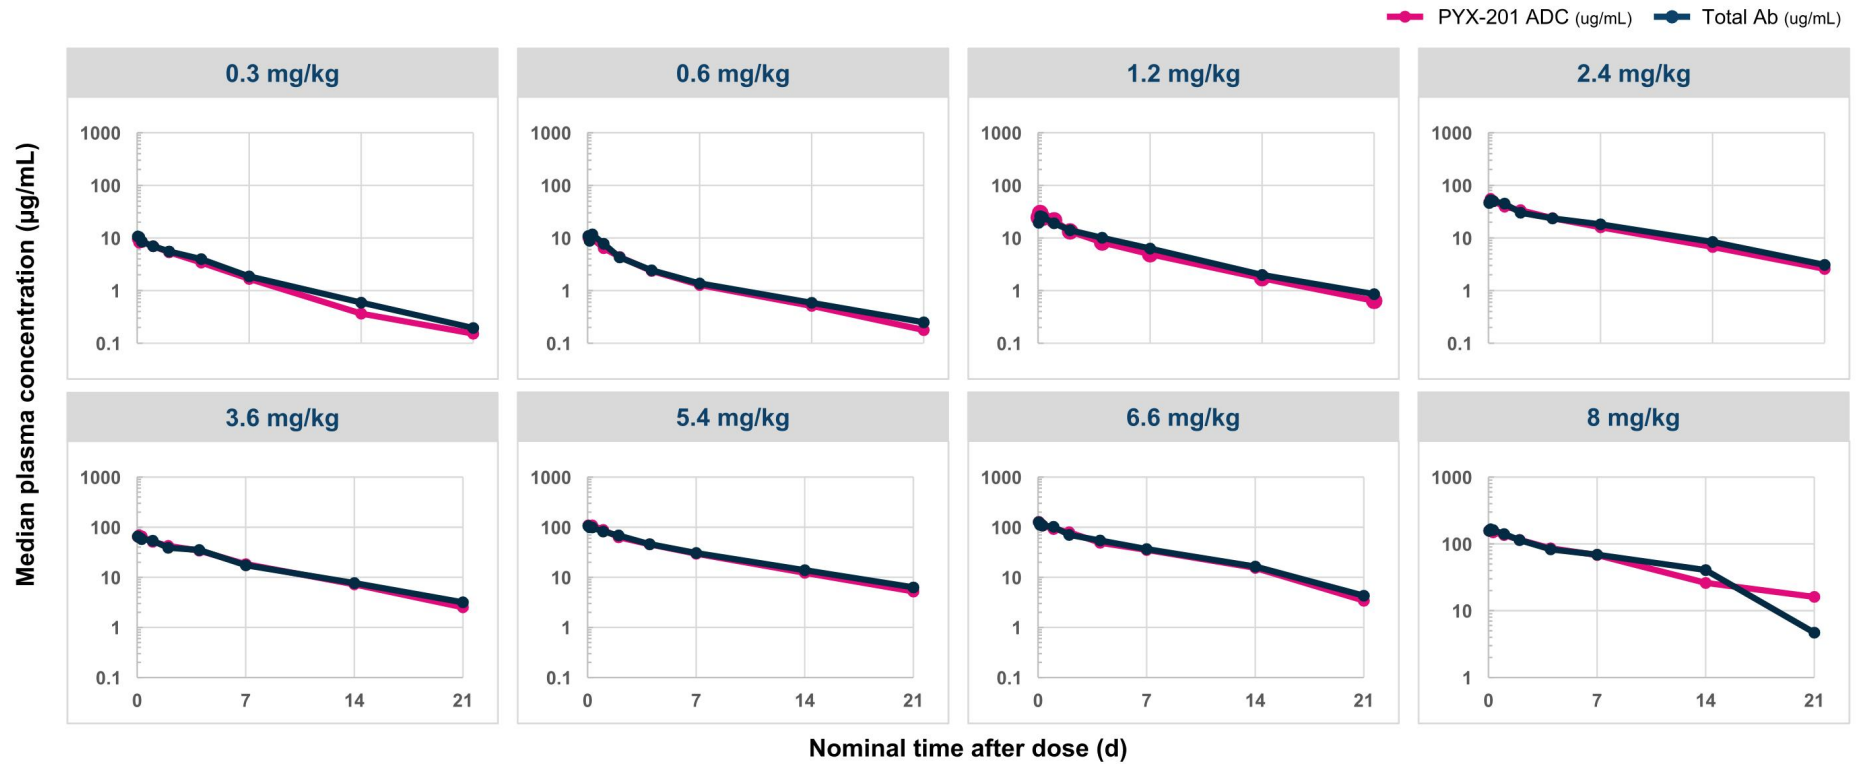 PYX-201 ADC (ug/mL) Total Ab (ug/mL)
Median plasma concentration (µg/mL)
0.3 mg/kg
1000
100
10
1
0.1
0.6 mg/kg
1000
100
10
1
0.1
1.2 mg/kg
1000
100
10
1
0.1
2.4 mg/kg
1000
100
10
1
0.1
3.6 mg/kg
1000
100
10
1
0.1
0 7 14 21
5.4 mg/kg
1000
100
10
1
0.1
0 7 14 21
6.6 mg/kg
1000
100
10
1
0.1
0 7 14 21
8 mg/kg
1000
100
10
1
0 7 14 21
Nominal time after dose (d)